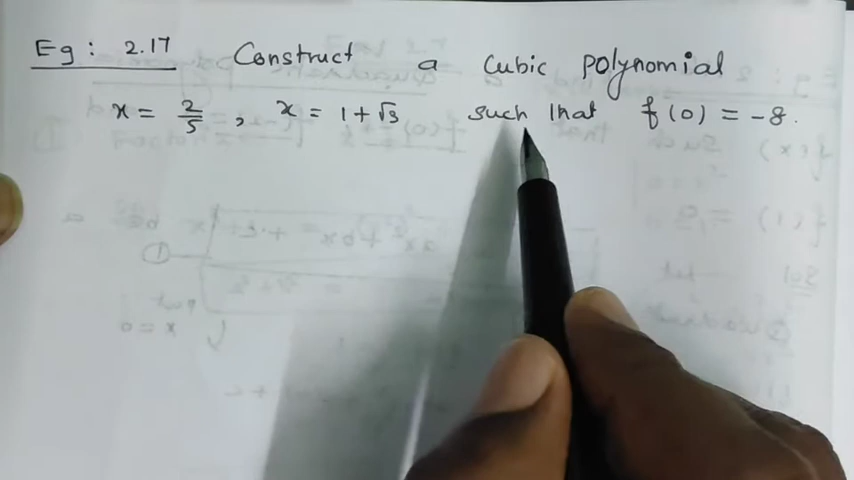 Eg : 2.17 Construct a cubic polynomial
x = 2/5 , x = 1 + √3 such that f(0) = -8.